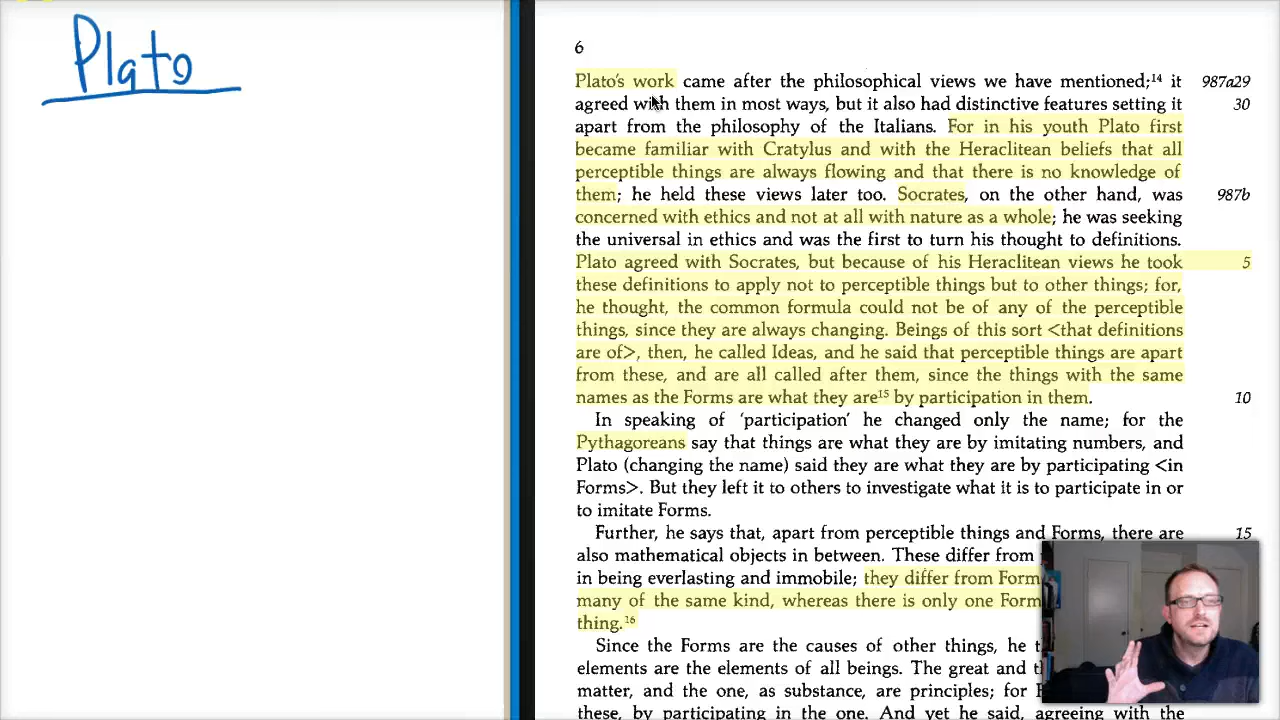 Plato
6
Plato's work came after the philosophical views we have mentioned;¹⁴ it 987a29
agreed with them in most ways, but it also had distinctive features setting it 30
apart from the philosophy of the Italians. For in his youth Plato first
became familiar with Cratylus and with the Heraclitean beliefs that all
perceptible things are always flowing and that there is no knowledge of
them; he held these views later too. Socrates, on the other hand, was 987b
concerned with ethics and not at all with nature as a whole; he was seeking
the universal in ethics and was the first to turn his thought to definitions.
Plato agreed with Socrates, but because of his Heraclitean views he took 5
these definitions to apply not to perceptible things but to other things; for,
he thought, the common formula could not be of any of the perceptible
things, since they are always changing. Beings of this sort <that definitions
are of>, then, he called Ideas, and he said that perceptible things are apart
from these, and are all called after them, since the things with the same
names as the Forms are what they are¹⁵ by participation in them. 10
In speaking of 'participation' he changed only the name; for the
Pythagoreans say that things are what they are by imitating numbers, and
Plato (changing the name) said they are what they are by participating <in
Forms>. But they left it to others to investigate what it is to participate in or
to imitate Forms.
Further, he says that, apart from perceptible things and Forms, there are 15
also mathematical objects in between. These differ from
in being everlasting and immobile; they differ from Form
many of the same kind, whereas there is only one Form
thing.¹⁶
Since the Forms are the causes of other things, he
elements are the elements of all beings. The great and
matter, and the one, as substance, are principles; for
these, by participating in the one. And yet he said, agreeing with the